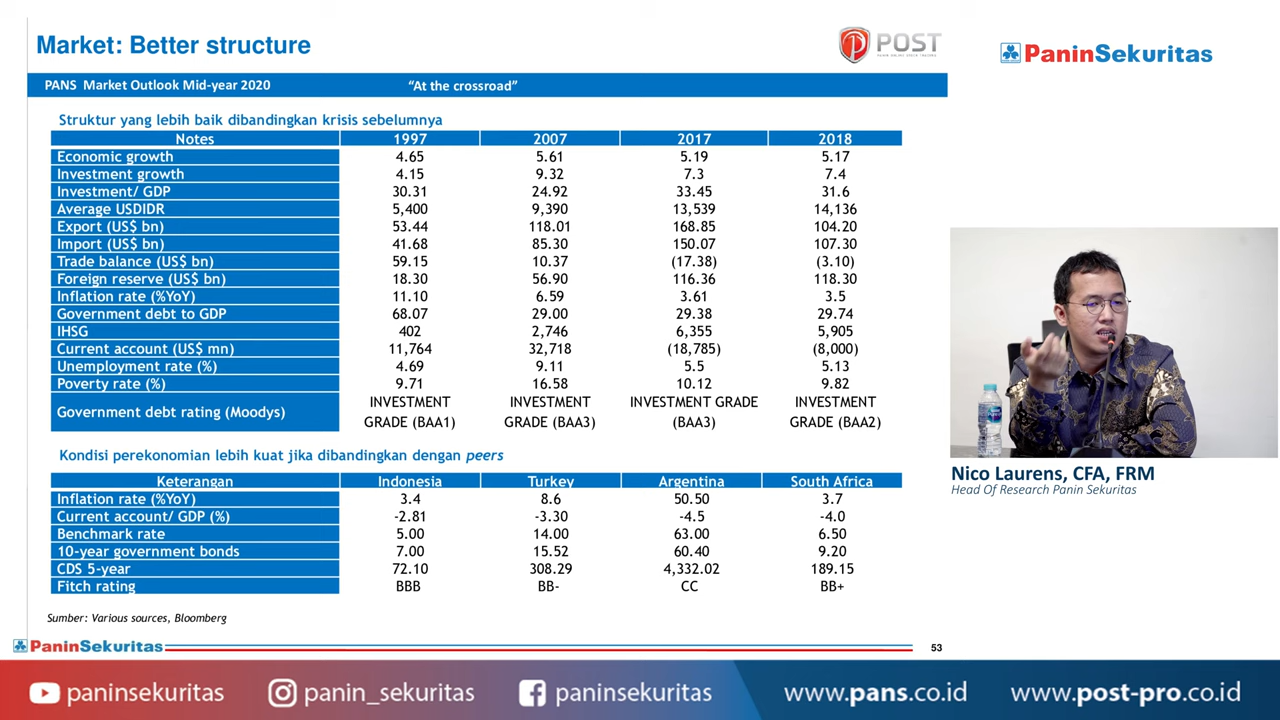 Market: Better structure
POST
PaninSekuritas
PANS Market Outlook Mid-year 2020 “At the crossroad”
Struktur yang lebih baik dibandingkan krisis sebelumnya
Notes 1997 2007 2017 2018
Economic growth 4.65 5.61 5.19 5.17
Investment growth 4.15 9.32 7.3 7.4
Investment/ GDP 30.31 24.92 33.45 31.6
Average USDIDR 5,400 9,390 13,539 14,136
Export (US$ bn) 53.44 118.01 168.85 104.20
Import (US$ bn) 41.68 85.30 150.07 107.30
Trade balance (US$ bn) 59.15 10.37 (17.38) (3.10)
Foreign reserve (US$ bn) 18.30 56.90 116.36 118.30
Inflation rate (%YoY) 11.10 6.59 3.61 3.5
Government debt to GDP 68.07 29.00 29.38 29.74
IHSG 402 2,746 6,355 5,905
Current account (US$ mn) 11,764 32,718 (18,785) (8,000)
Unemployment rate (%) 4.69 9.11 5.5 5.13
Poverty rate (%) 9.71 16.58 10.12 9.82
Government debt rating (Moodys) INVESTMENT GRADE (BAA1) INVESTMENT GRADE (BAA3) INVESTMENT GRADE (BAA3) INVESTMENT GRADE (BAA2)
Kondisi perekonomian lebih kuat jika dibandingkan dengan peers
Keterangan Indonesia Turkey Argentina South Africa
Inflation rate (%YoY) 3.4 8.6 50.50 3.7
Current account/ GDP (%) -2.81 -3.30 -4.5 -4.0
Benchmark rate 5.00 14.00 63.00 6.50
10-year government bonds 7.00 15.52 60.40 9.20
CDS 5-year 72.10 308.29 4,332.02 189.15
Fitch rating BBB BB- CC BB+
Sumber: Various sources, Bloomberg
PaninSekuritas
53
Nico Laurens, CFA, FRM
Head Of Research Panin Sekuritas
paninsekuritas panin_sekuritas paninsekuritas www.pans.co.id www.post-pro.co.id